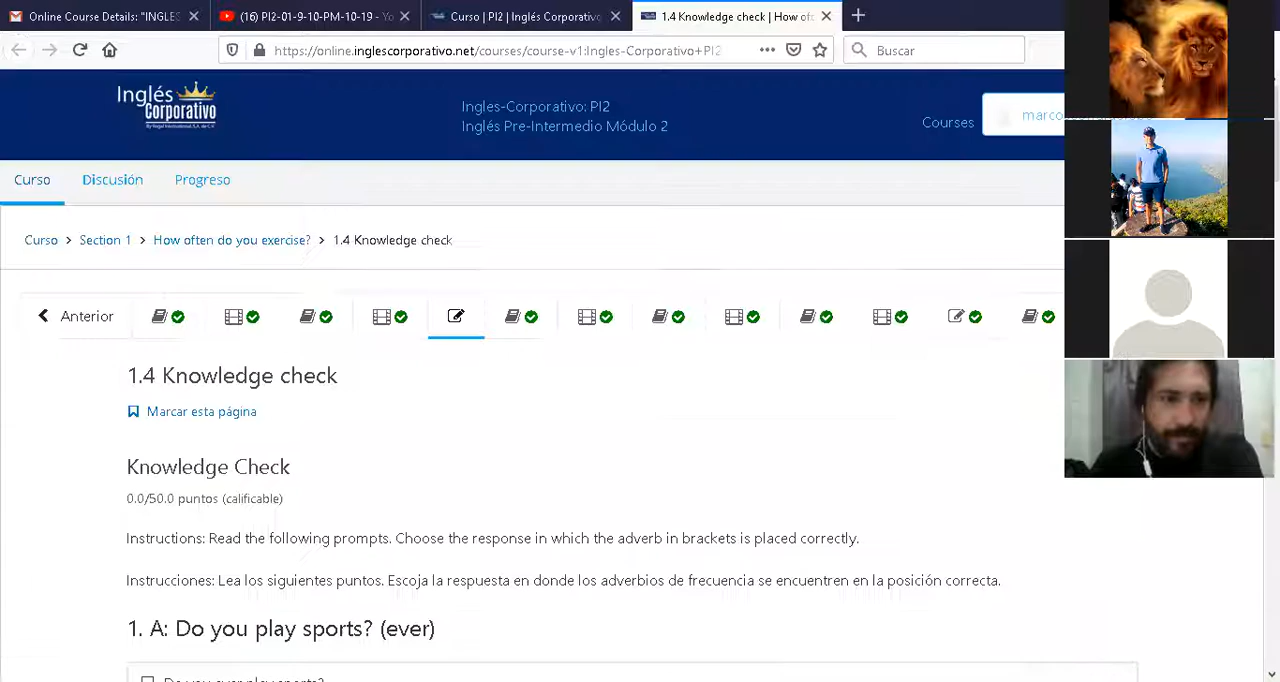 Online Course Details: "INGLES
(16) PI2-01-9-10-PM-10-19 - Yo
Curso | PI2 | Inglés Corporativo
1.4 Knowledge check | How of
https://online.inglescorporativo.net/courses/course-v1:Ingles-Corporativo+PI2
Buscar
Inglés
Corporativo
Ingles-Corporativo: PI2
Inglés Pre-Intermedio Módulo 2
Courses
marco
Curso
Discusión
Progreso
Curso > Section 1 > How often do you exercise? > 1.4 Knowledge check
Anterior
1.4 Knowledge check
Marcar esta página
Knowledge Check
0.0/50.0 puntos (calificable)
Instructions: Read the following prompts. Choose the response in which the adverb in brackets is placed correctly.
Instrucciones: Lea los siguientes puntos. Escoja la respuesta en donde los adverbios de frecuencia se encuentren en la posición correcta.
1. A: Do you play sports? (ever)
Do you ever play sports?